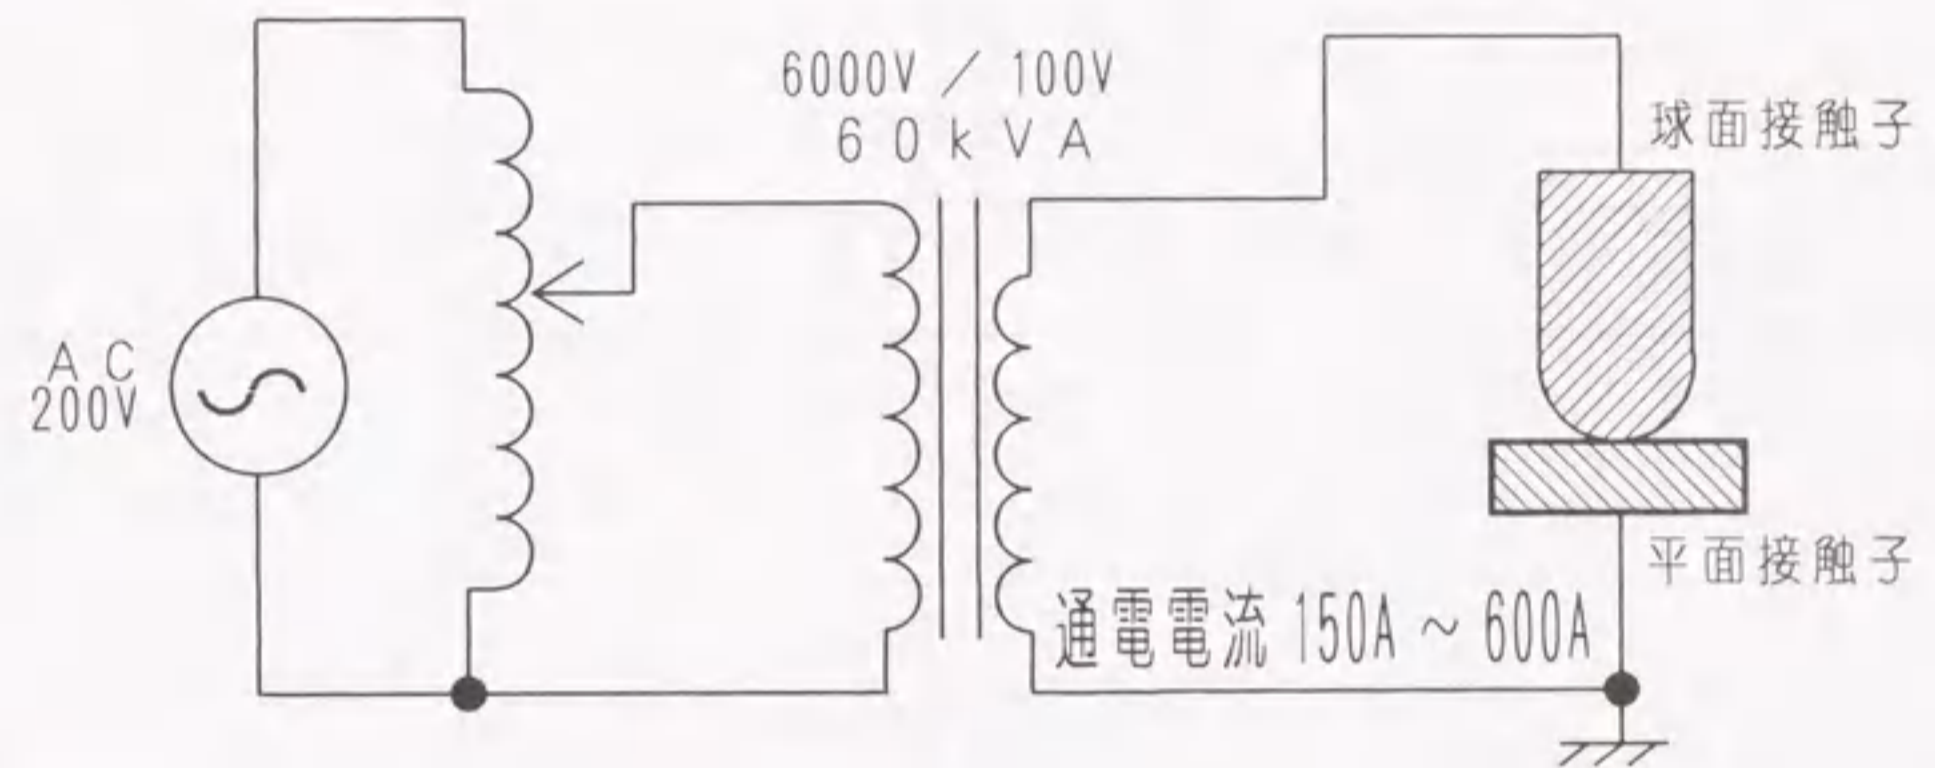 6000V / 100V
60kVA
球面接触子
AC
200V
平面接触子
通電電流 150A ～ 600A